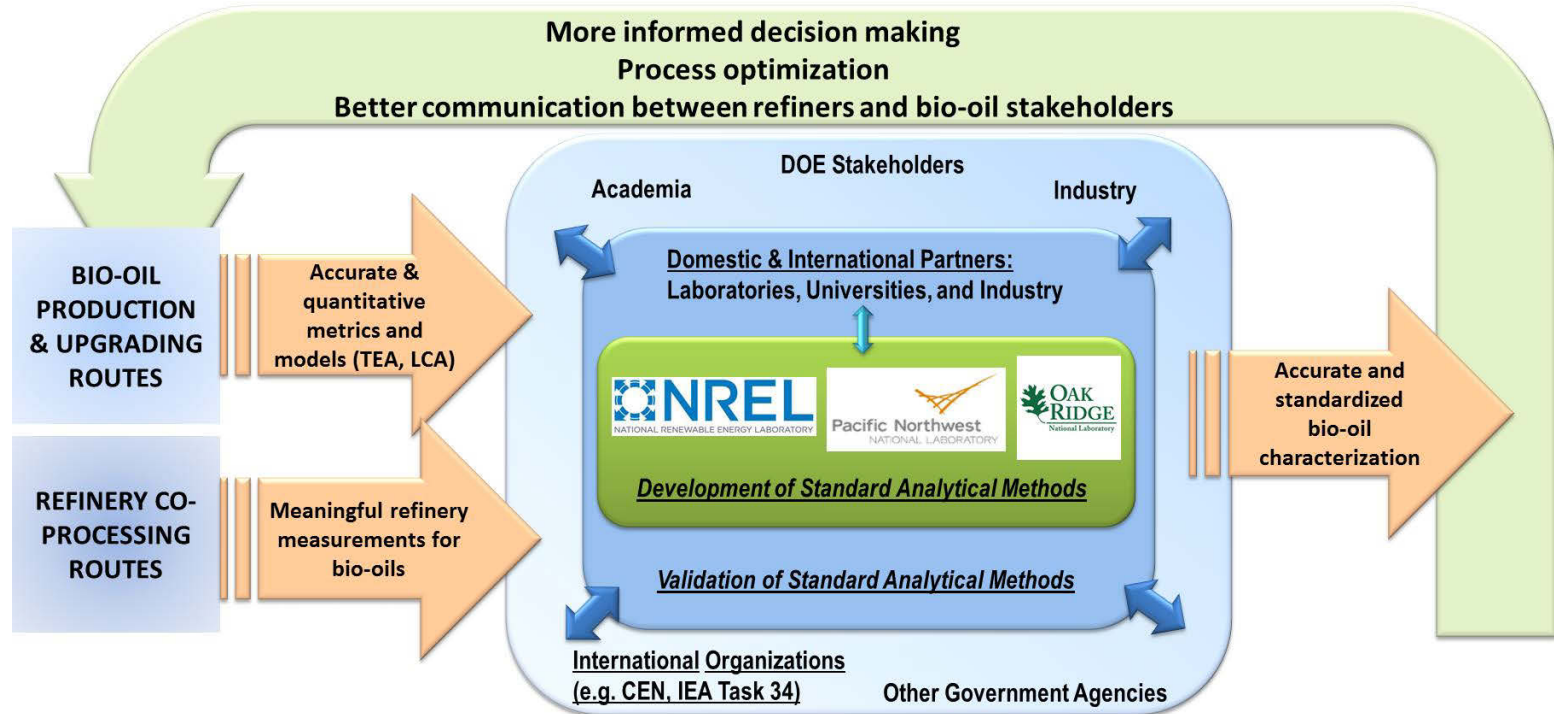 More informed decision making
Process optimization
Better communication between refiners and bio-oil stakeholders
DOE Stakeholders
Academia
Industry
BIO-OIL
PRODUCTION
& UPGRADING
ROUTES
Accurate &
quantitative
metrics and
models (TEA, LCA)
Domestic & International Partners:
Laboratories, Universities, and Industry
NREL
NATIONAL RENEWABLE ENERGY LABORATORY
Pacific Northwest
NATIONAL LABORATORY
OAK
RIDGE
National Laboratory
Development of Standard Analytical Methods
Accurate and
standardized
bio-oil
characterization
REFINERY CO-
PROCESSING
ROUTES
Meaningful refinery
measurements for
bio-oils
Validation of Standard Analytical Methods
International Organizations
(e.g. CEN, IEA Task 34)
Other Government Agencies